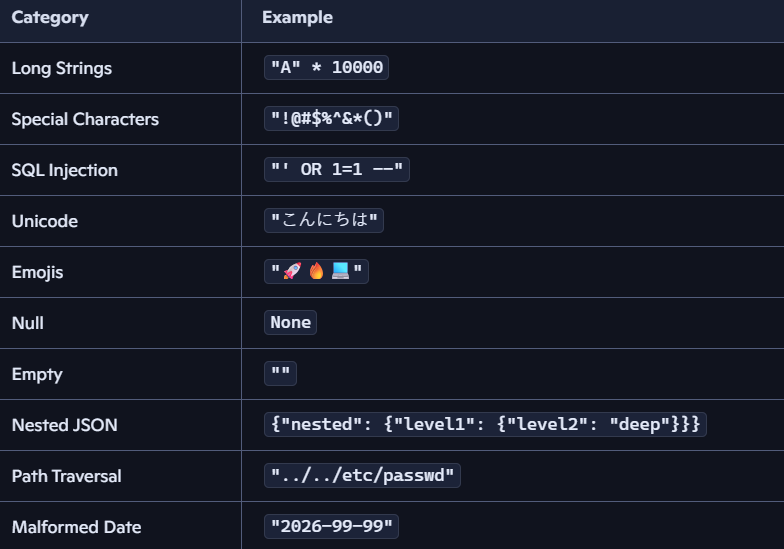 Category Example
Long Strings "A" * 10000
Special Characters "!@#$%^&*()"
SQL Injection "' OR 1=1 --"
Unicode "こんにちは"
Emojis "🚀🔥💻"
Null None
Empty ""
Nested JSON {"nested": {"level1": {"level2": "deep"}}}
Path Traversal "../../etc/passwd"
Malformed Date "2026-99-99"